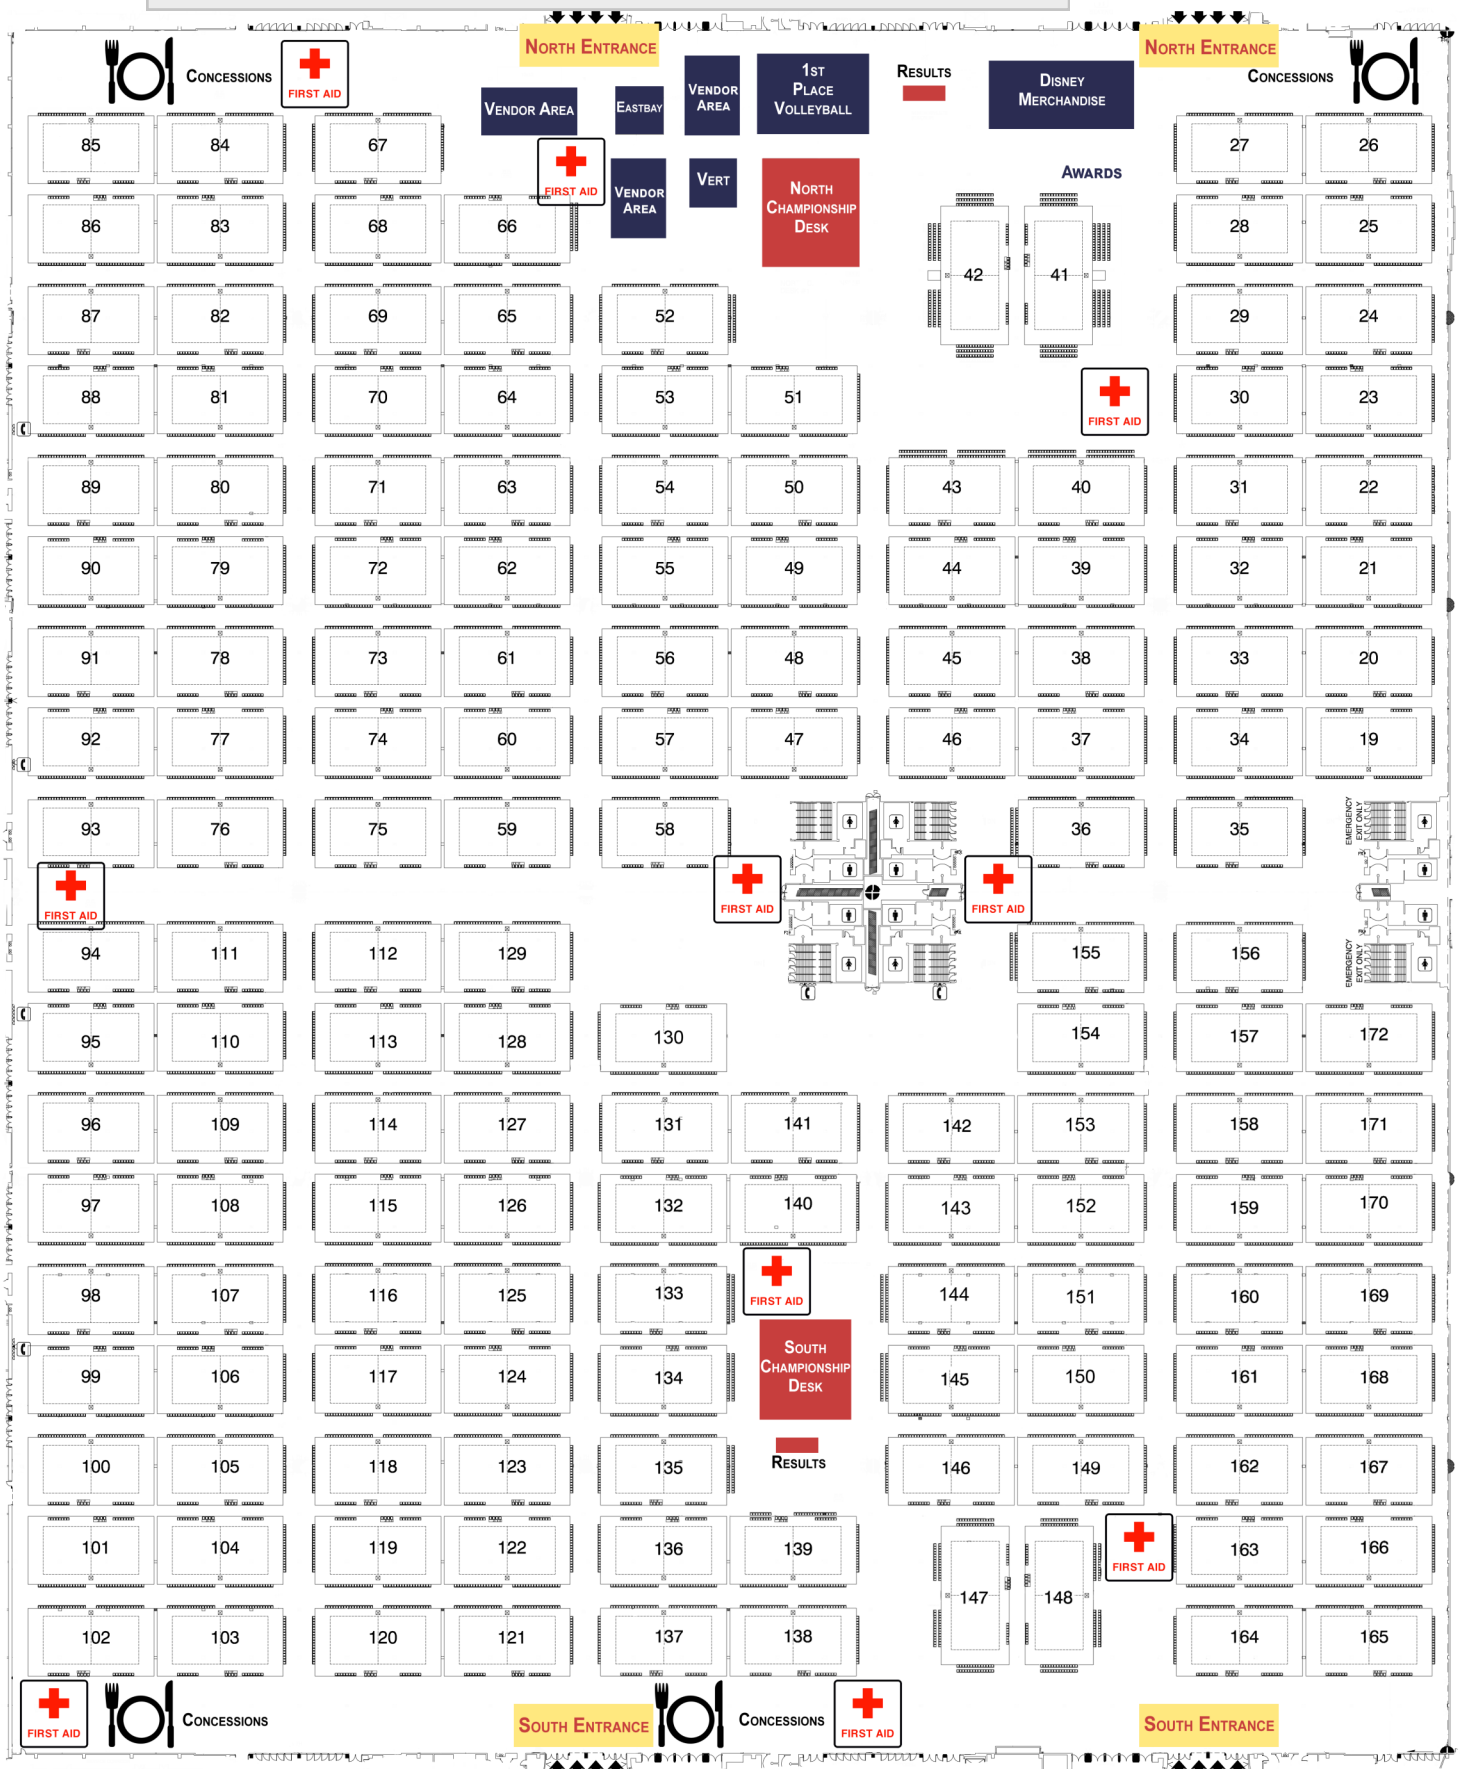 NORTH ENTRANCE
NORTH ENTRANCE
CONCESSIONS
FIRST AID
VENDOR AREA
EASTBAY
VENDOR
AREA
1ST
PLACE
VOLLEYBALL
RESULTS
DISNEY
MERCHANDISE
CONCESSIONS
85 84 67 27 26
FIRST AID
VENDOR
AREA
VERT
NORTH
CHAMPIONSHIP
DESK
AWARDS
86 83 68 66 28 25
42 41
87 82 69 65 52 29 24
88 81 70 64 53 51 30 23
FIRST AID
89 80 71 63 54 50 43 40 31 22
90 79 72 62 55 49 44 39 32 21
91 78 73 61 56 48 45 38 33 20
92 77 74 60 57 47 46 37 34 19
93 76 75 59 58 36 35
EMERGENCY
EXIT ONLY
FIRST AID
FIRST AID
FIRST AID
94 111 112 129 155 156
EMERGENCY
EXIT ONLY
95 110 113 128 130 154 157 172
96 109 114 127 131 141 142 153 158 171
97 108 115 126 132 140 143 152 159 170
98 107 116 125 133 144 151 160 169
FIRST AID
99 106 117 124 134 145 150 161 168
SOUTH
CHAMPIONSHIP
DESK
100 105 118 123 135 146 149 162 167
RESULTS
101 104 119 122 136 139 163 166
FIRST AID
147 148
102 103 120 121 137 138 164 165
FIRST AID
CONCESSIONS
SOUTH ENTRANCE
CONCESSIONS
FIRST AID
SOUTH ENTRANCE